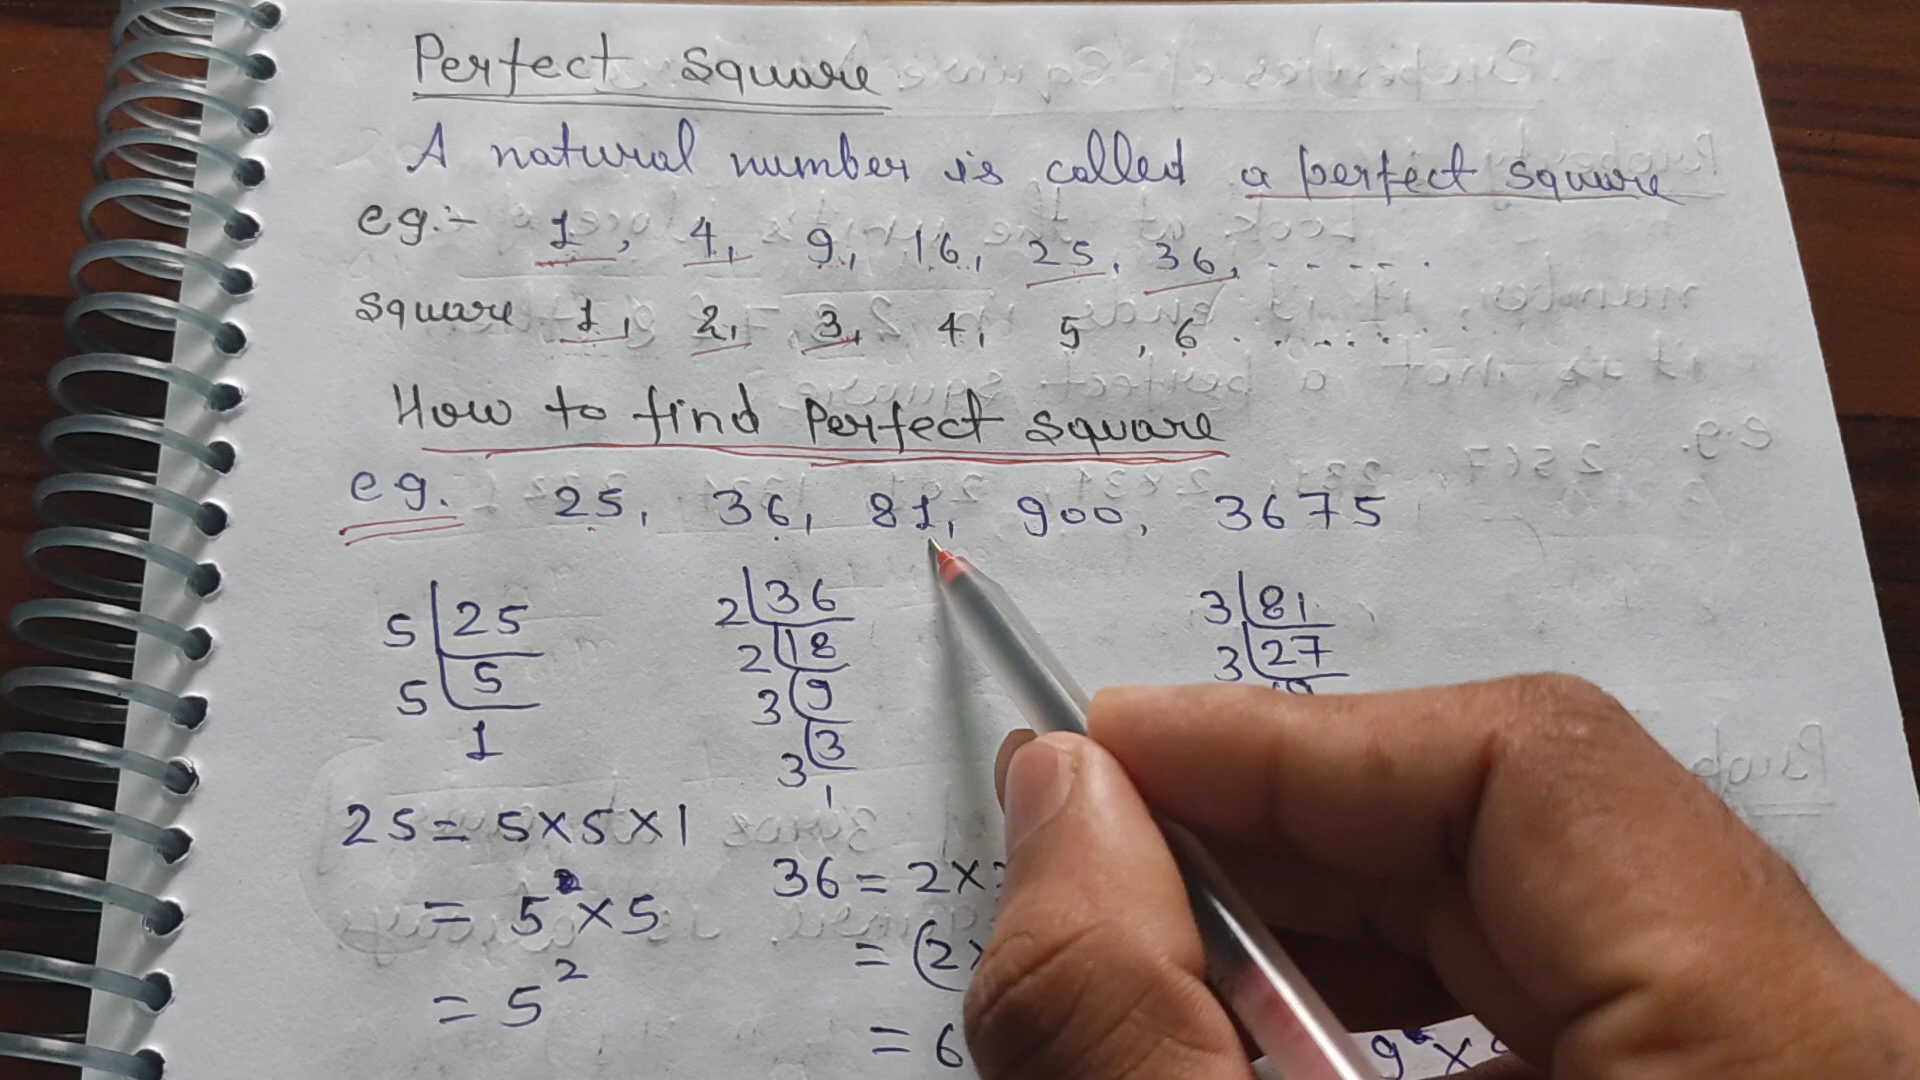 Perfect Square
A natural number is called a perfect square
eg:- 1, 4, 9, 16, 25, 36, ......
square 1, 2, 3, 4, 5, 6 ......
How to find Perfect square
eg. 25, 36, 81, 900, 3675
5 | 25
5 | 5
1
2 | 36
2 | 18
3 | 9
3 | 3
1
3 | 81
3 | 27
25 = 5×5×1
= 5² × 5
= 5²
36 = 2×
= (2×
= 6